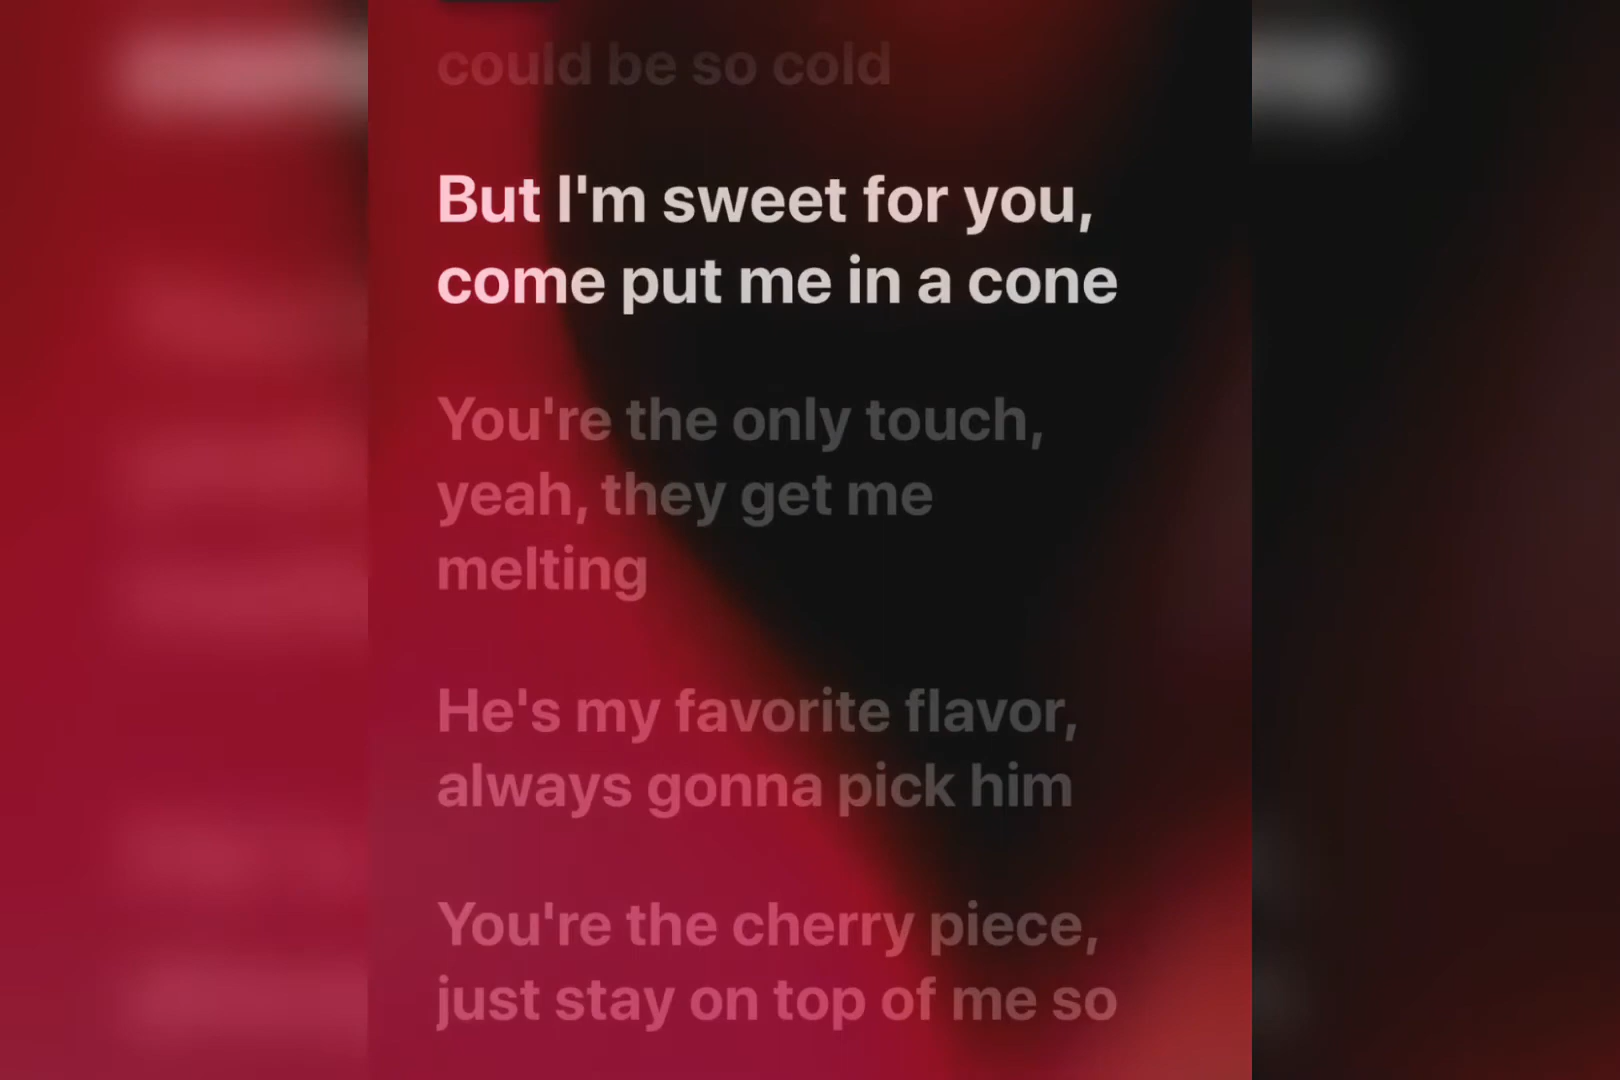 could be so cold
But I'm sweet for you,
come put me in a cone
You're the only touch,
yeah, they get me
melting
He's my favorite flavor,
always gonna pick him
You're the cherry piece,
just stay on top of me so